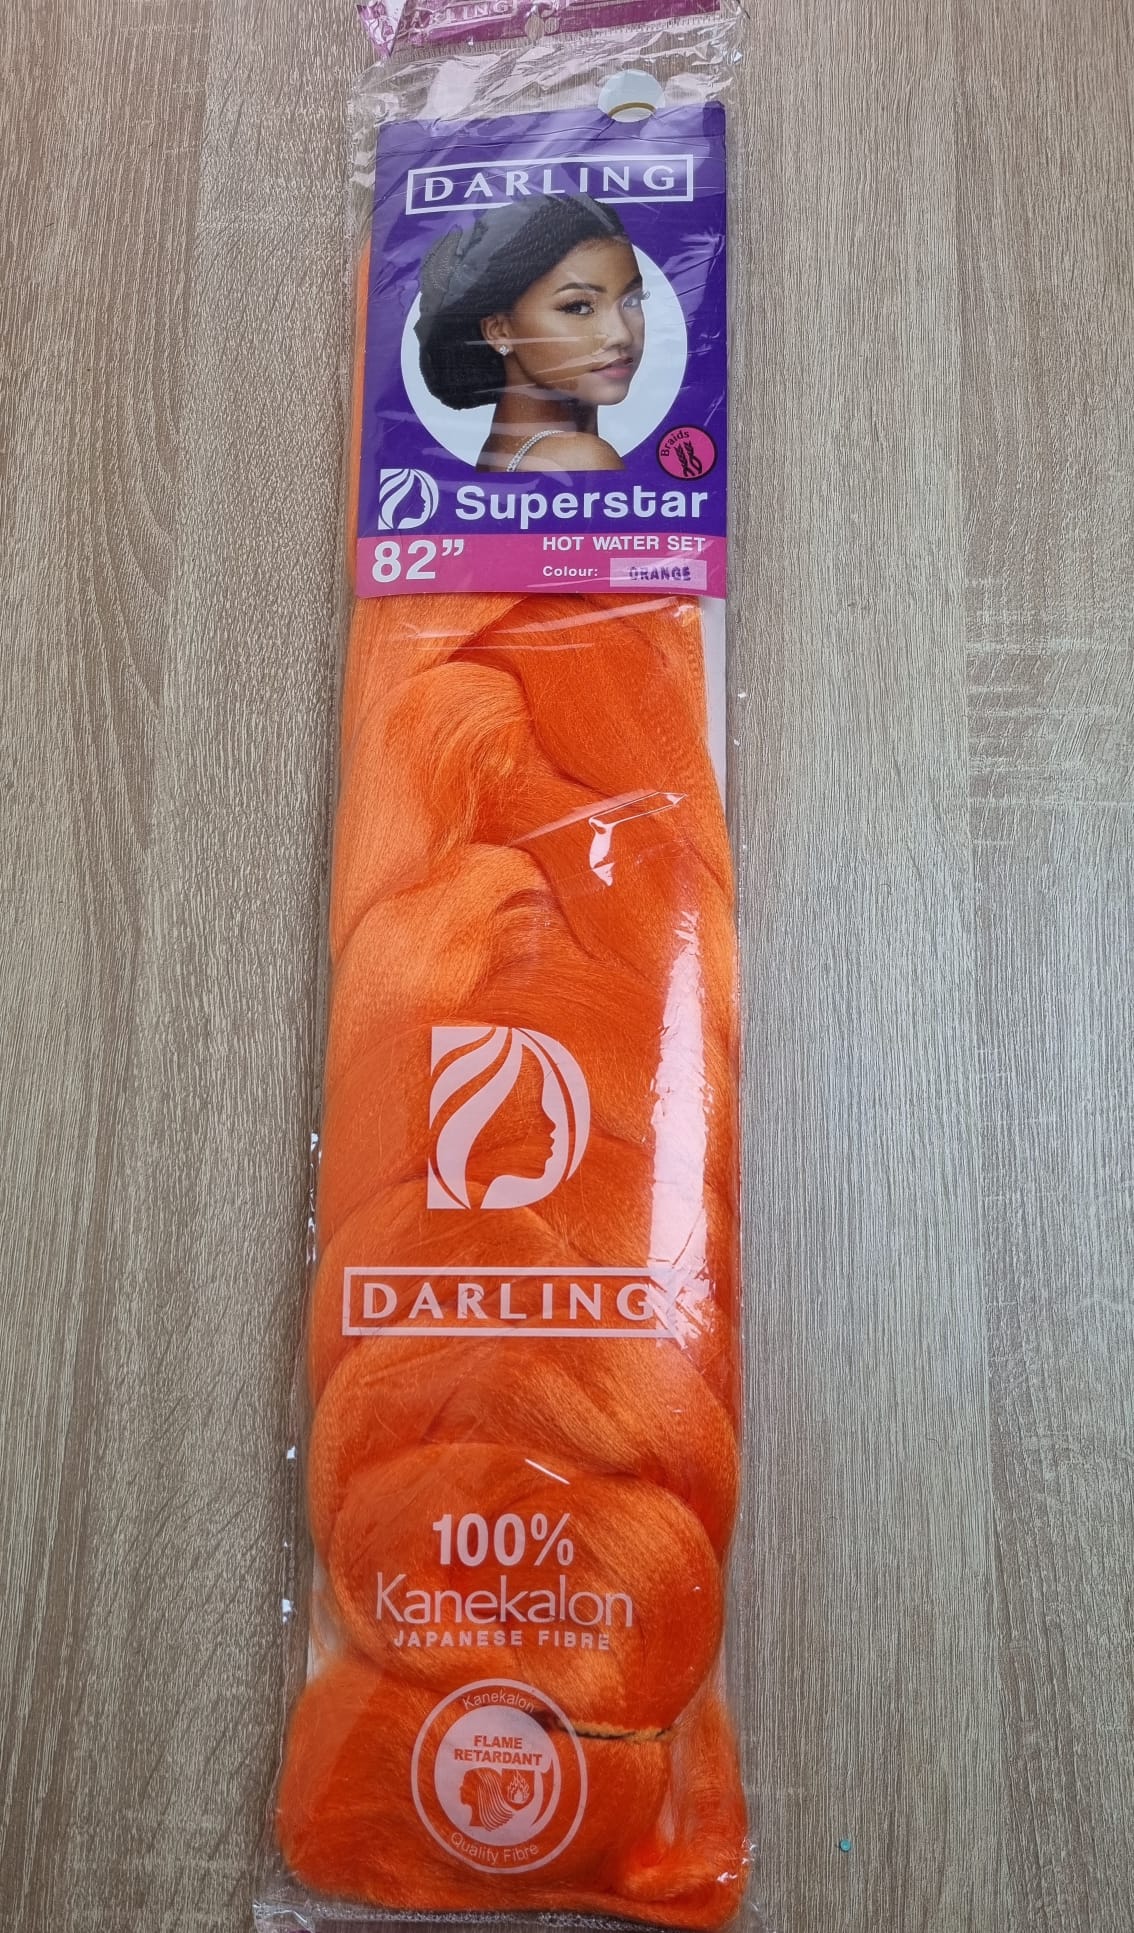 DARLING
DARLING
Braids
Superstar
82”
HOT WATER SET
Colour: ORANGE
DARLING
100%
Kanekalon
JAPANESE FIBRE
Kanekalon
FLAME
RETARDANT
Quality Fibre